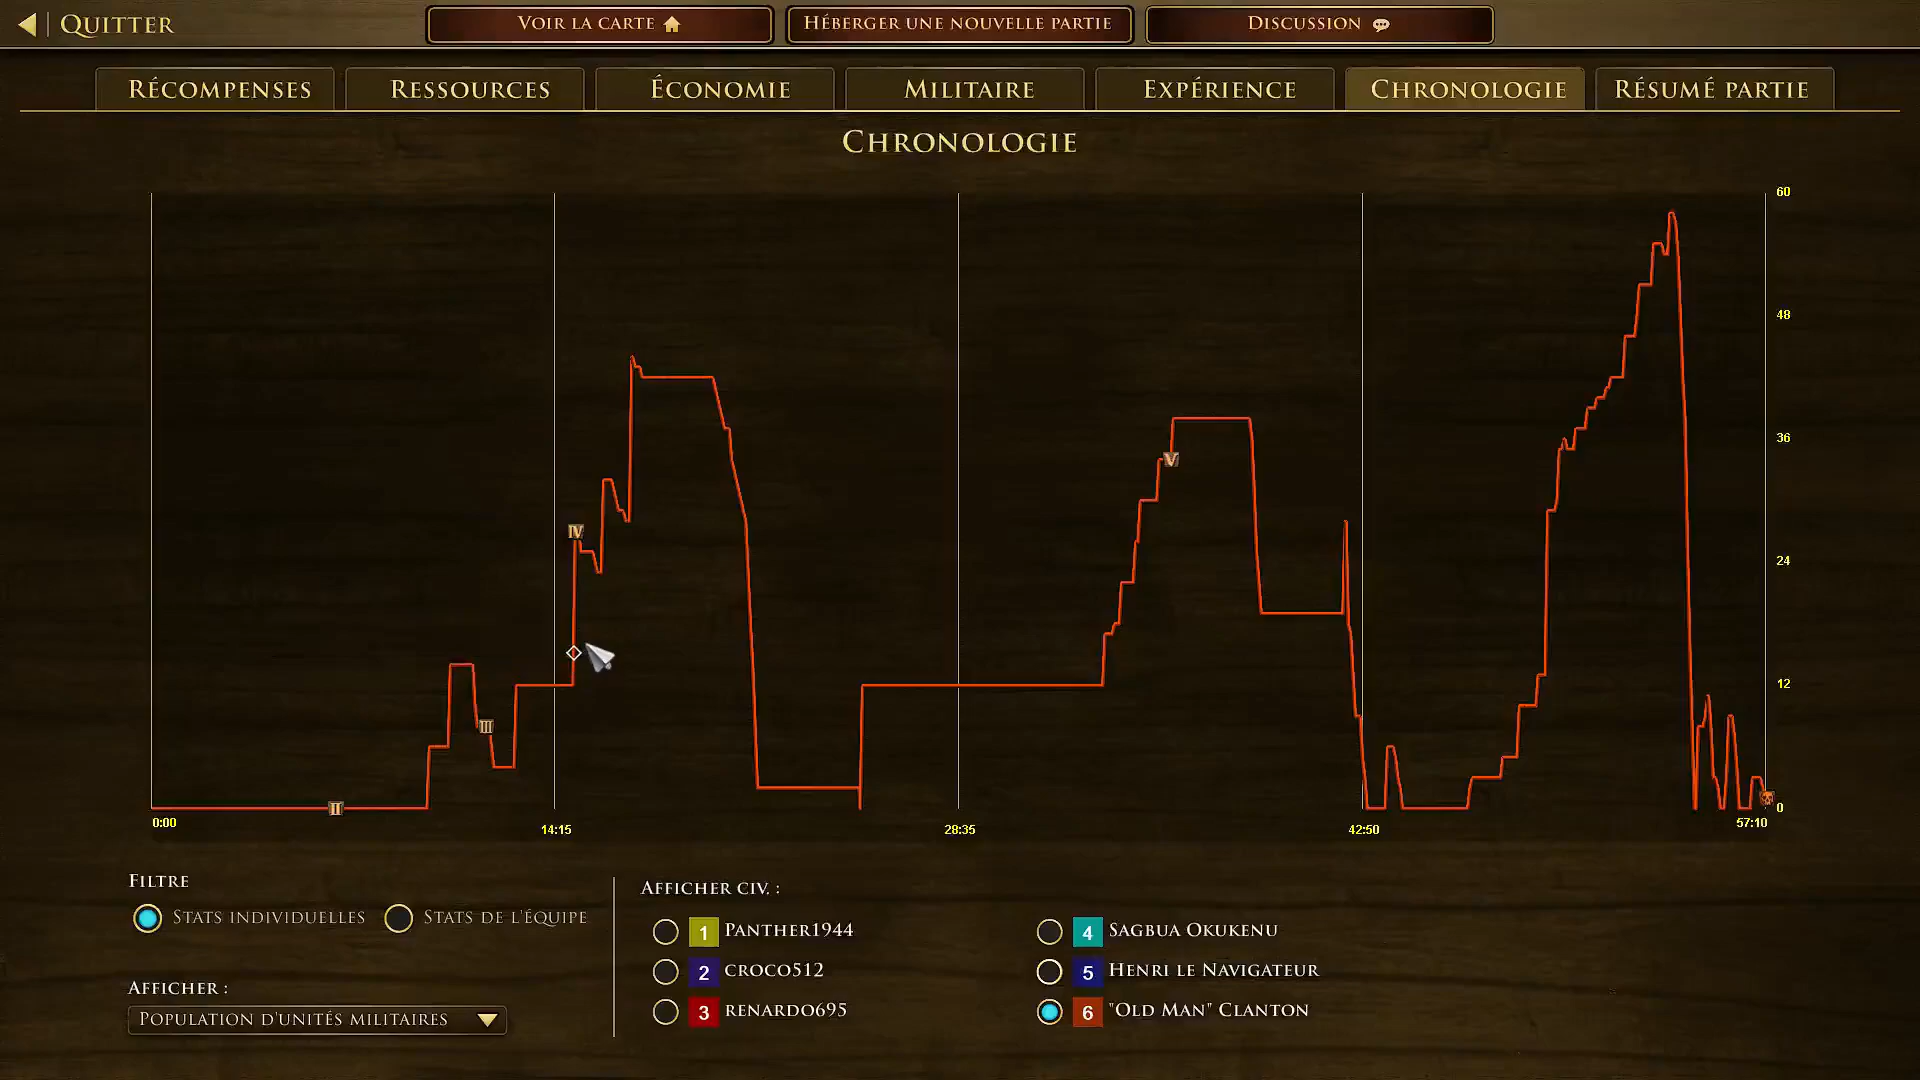 QUITTER
VOIR LA CARTE
HÉBERGER UNE NOUVELLE PARTIE
DISCUSSION
RÉCOMPENSES
RESSOURCES
ÉCONOMIE
MILITAIRE
EXPÉRIENCE
CHRONOLOGIE
RÉSUMÉ PARTIE
CHRONOLOGIE
60
48
36
24
12
0
II
III
IV
V
0:00
14:15
28:35
42:50
57:10
FILTRE
STATS INDIVIDUELLES
STATS DE L'ÉQUIPE
AFFICHER :
POPULATION D'UNITÉS MILITAIRES
AFFICHER CIV. :
1 PANTHER1944
2 CROCO512
3 RENARDO695
4 SAGBUA OKUKENU
5 HENRI LE NAVIGATEUR
6 "OLD MAN" CLANTON